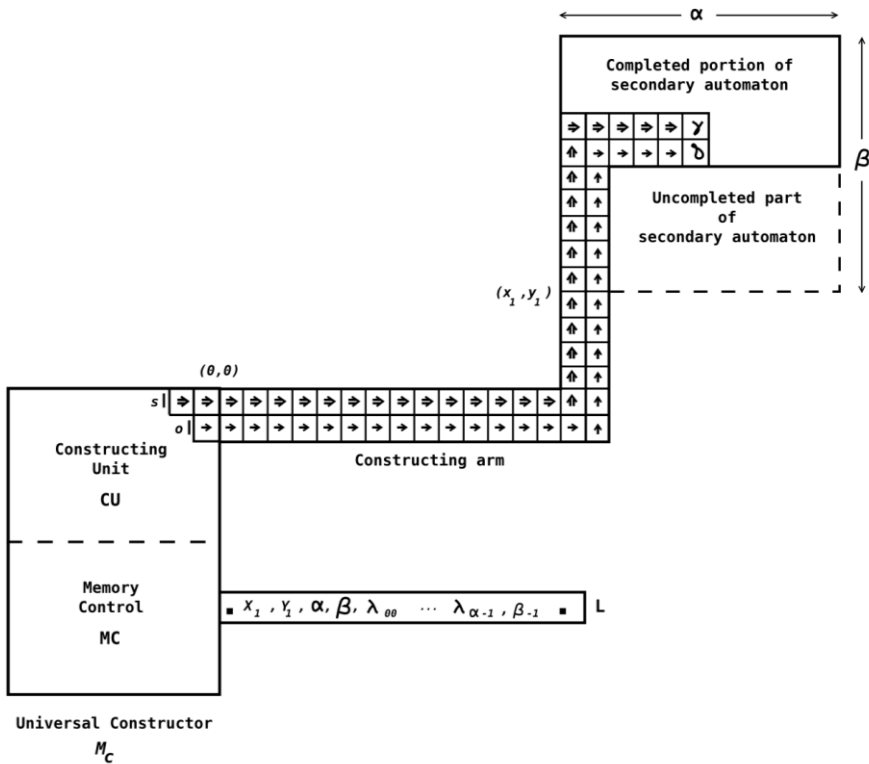 α
Completed portion of
secondary automaton
γ
δ
β
Uncompleted part
of
secondary automaton
(x₁,y₁)
(0,0)
s
o
Constructing
Unit
CU
Constructing arm
Memory
Control
MC
X₁, Y₁, α, β, λ₀₀ ... λα-1, β-1
L
Universal Constructor
M_C